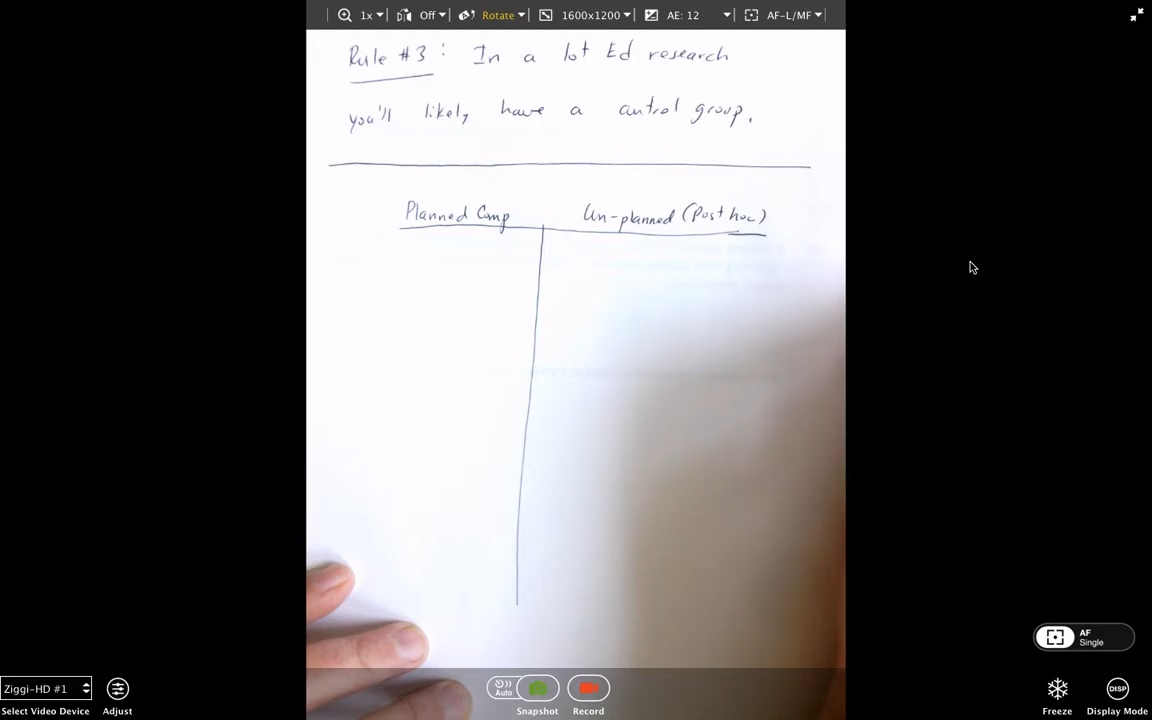 1x Off Rotate 1600x1200 AE: 12 AF-L/MF
Rule #3: In a lot Ed research
you'll likely have a control group.
Planned Comp Un-planned (Post hoc)
AF
Single
Ziggi-HD #1
Auto
DISP
Select Video Device Adjust Snapshot Record Freeze Display Mode